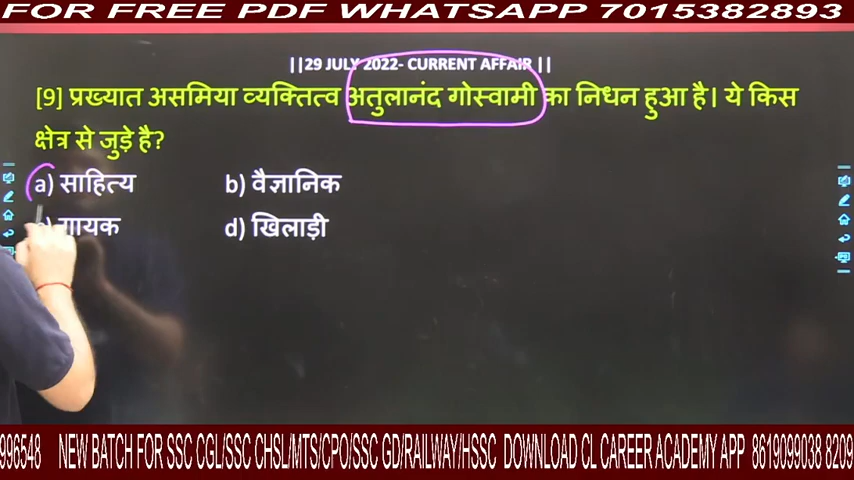 FOR FREE PDF WHATSAPP 7015382893
||29 JULY 2022- CURRENT AFFAIR ||
[9] प्रख्यात असमिया व्यक्तित्व अतुलानंद गोस्वामी का निधन हुआ है। ये किस
क्षेत्र से जुड़े है?
a) साहित्य b) वैज्ञानिक
गायक d) खिलाड़ी
996548 NEW BATCH FOR SSC CGL/SSC CHSL/MTS/CPO/SSC GD/RAILWAY/HSSC DOWNLOAD CL CAREER ACADEMY APP 8619099038 8209